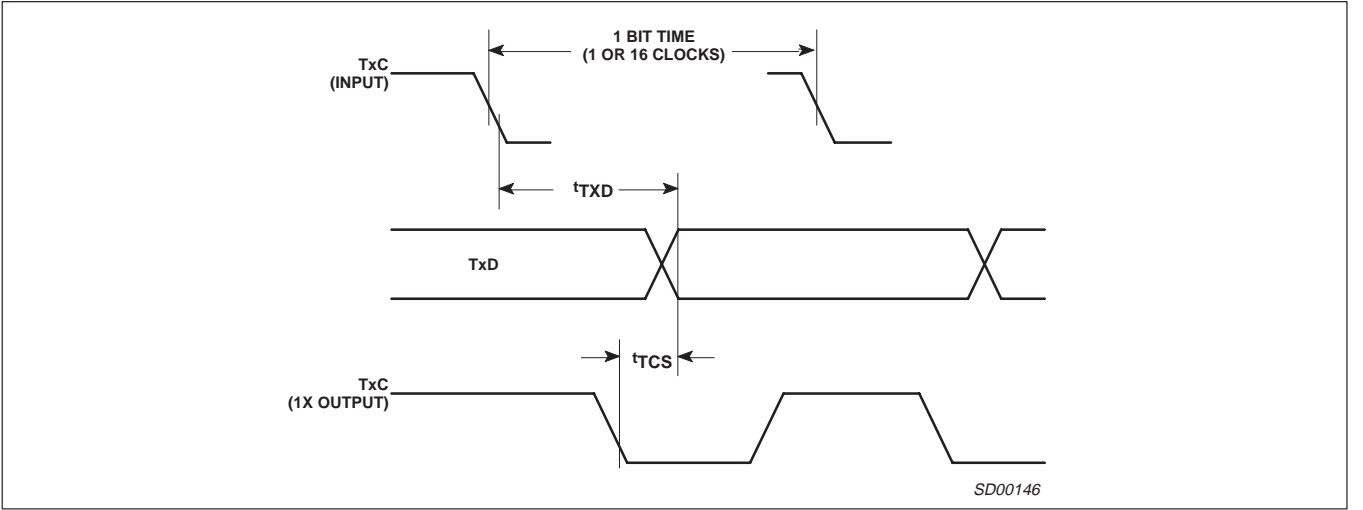 1 BIT TIME
(1 OR 16 CLOCKS)
TxC
(INPUT)
tTXD
TxD
tTCS
TxC
(1X OUTPUT)
SD00146